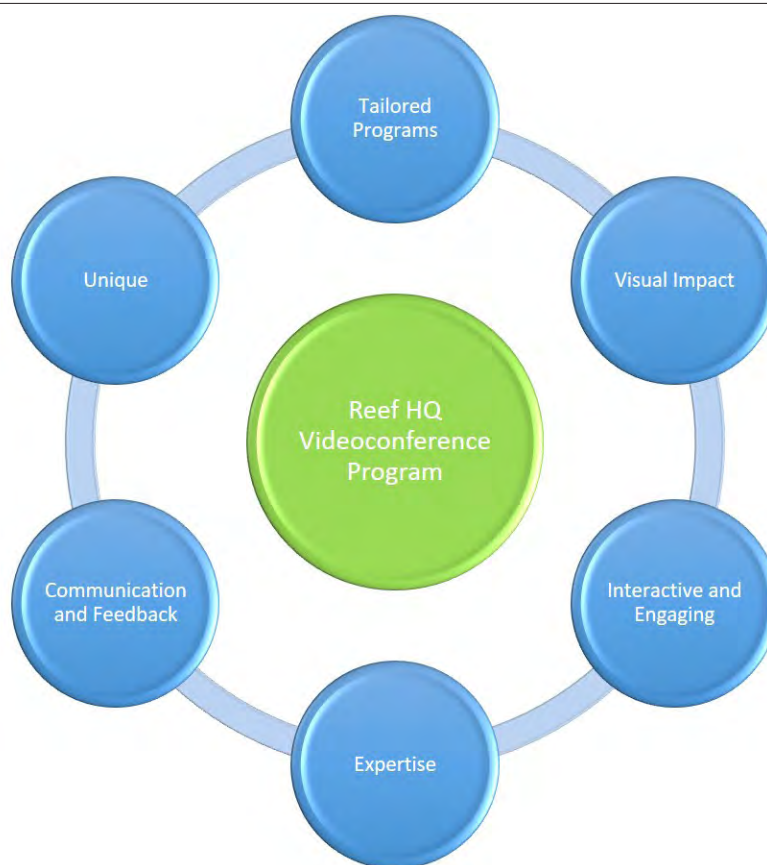 Tailored
Programs
Unique
Visual Impact
Reef HQ
Videoconference
Program
Communication
and Feedback
Interactive and
Engaging
Expertise